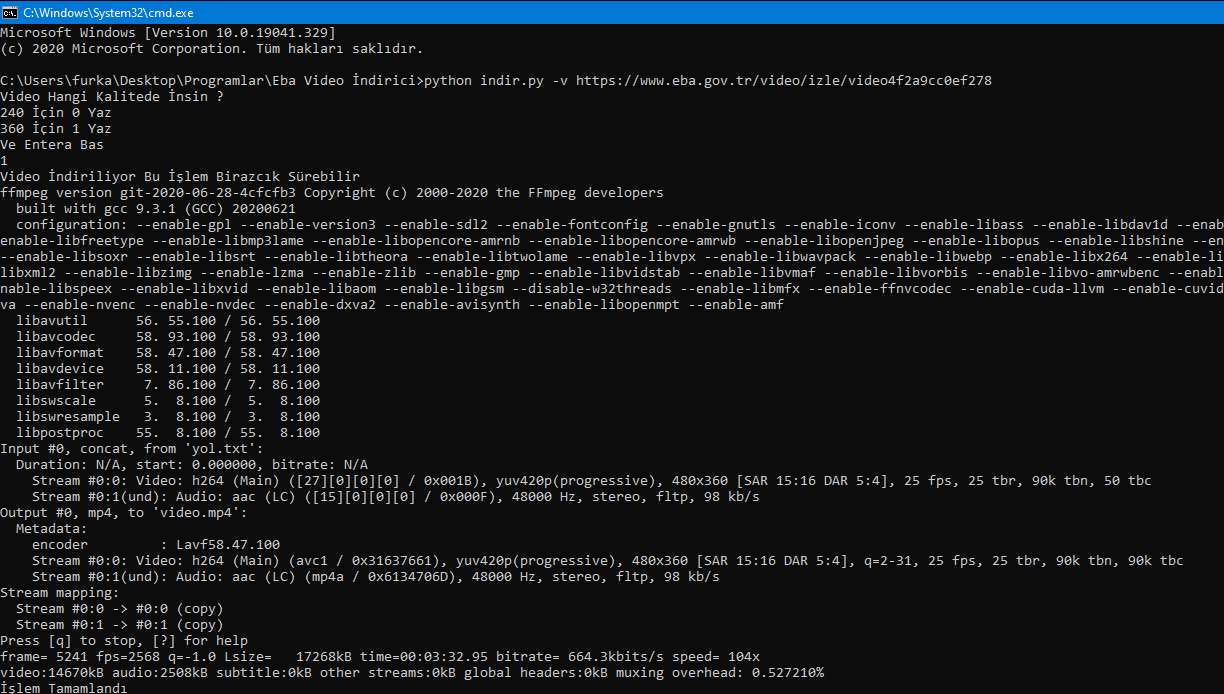 C:\Windows\System32\cmd.exe
Microsoft Windows [Version 10.0.19041.329]
(c) 2020 Microsoft Corporation. Tüm hakları saklıdır.
C:\Users\furka\Desktop\Programlar\Eba Video İndirici>python indir.py -v https://www.eba.gov.tr/video/izle/video4f2a9cc0ef278
Video Hangi Kalitede İnsin ?
240 İçin 0 Yaz
360 İçin 1 Yaz
Ve Entera Bas
1
Video İndiriliyor Bu İşlem Birazcık Sürebilir
ffmpeg version git-2020-06-28-4cfcfb3 Copyright (c) 2000-2020 the FFmpeg developers
  built with gcc 9.3.1 (GCC) 20200621
  configuration: --enable-gpl --enable-version3 --enable-sdl2 --enable-fontconfig --enable-gnutls --enable-iconv --enable-libass --enable-libdav1d --enab
enable-libfreetype --enable-libmp3lame --enable-libopencore-amrnb --enable-libopencore-amrwb --enable-libopenjpeg --enable-libopus --enable-libshine --en
--enable-libsoxr --enable-libsrt --enable-libtheora --enable-libtwolame --enable-libvpx --enable-libwavpack --enable-libwebp --enable-libx264 --enable-li
libxml2 --enable-libzimg --enable-lzma --enable-zlib --enable-gmp --enable-libvidstab --enable-libvmaf --enable-libvorbis --enable-libvo-amrwbenc --enabl
nable-libspeex --enable-libxvid --enable-libaom --enable-libgsm --disable-w32threads --enable-libmfx --enable-ffnvcodec --enable-cuda-llvm --enable-cuvid
va --enable-nvenc --enable-nvdec --enable-dxva2 --enable-avisynth --enable-libopenmpt --enable-amf
  libavutil      56. 55.100 / 56. 55.100
  libavcodec     58. 93.100 / 58. 93.100
  libavformat    58. 47.100 / 58. 47.100
  libavdevice    58. 11.100 / 58. 11.100
  libavfilter     7. 86.100 /  7. 86.100
  libswscale      5.  8.100 /  5.  8.100
  libswresample   3.  8.100 /  3.  8.100
  libpostproc    55.  8.100 / 55.  8.100
Input #0, concat, from 'yol.txt':
  Duration: N/A, start: 0.000000, bitrate: N/A
    Stream #0:0: Video: h264 (Main) ([27][0][0][0] / 0x001B), yuv420p(progressive), 480x360 [SAR 15:16 DAR 5:4], 25 fps, 25 tbr, 90k tbn, 50 tbc
    Stream #0:1(und): Audio: aac (LC) ([15][0][0][0] / 0x000F), 48000 Hz, stereo, fltp, 98 kb/s
Output #0, mp4, to 'video.mp4':
  Metadata:
    encoder         : Lavf58.47.100
    Stream #0:0: Video: h264 (Main) (avc1 / 0x31637661), yuv420p(progressive), 480x360 [SAR 15:16 DAR 5:4], q=2-31, 25 fps, 25 tbr, 90k tbn, 90k tbc
    Stream #0:1(und): Audio: aac (LC) (mp4a / 0x6134706D), 48000 Hz, stereo, fltp, 98 kb/s
Stream mapping:
  Stream #0:0 -> #0:0 (copy)
  Stream #0:1 -> #0:1 (copy)
Press [q] to stop, [?] for help
frame= 5241 fps=2568 q=-1.0 Lsize=   17268kB time=00:03:32.95 bitrate= 664.3kbits/s speed= 104x
video:14670kB audio:2508kB subtitle:0kB other streams:0kB global headers:0kB muxing overhead: 0.527210%
İşlem Tamamlandı